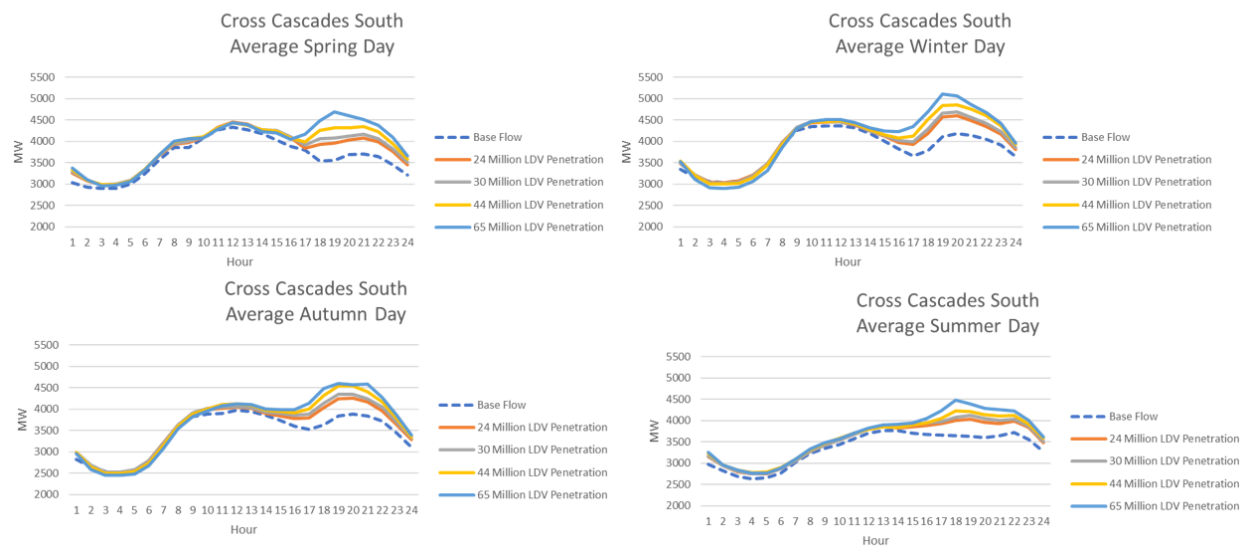 Cross Cascades South
Average Spring Day
5500
5000
4500
4000
3500
3000
2500
2000
MW
1 2 3 4 5 6 7 8 9 10 11 12 13 14 15 16 17 18 19 20 21 22 23 24
Hour
Base Flow
24 Million LDV Penetration
30 Million LDV Penetration
44 Million LDV Penetration
65 Million LDV Penetration
Cross Cascades South
Average Winter Day
5500
5000
4500
4000
3500
3000
2500
2000
MW
1 2 3 4 5 6 7 8 9 10 11 12 13 14 15 16 17 18 19 20 21 22 23 24
Hour
Base Flow
24 Million LDV Penetration
30 Million LDV Penetration
44 Million LDV Penetration
65 Million LDV Penetration
Cross Cascades South
Average Autumn Day
5500
5000
4500
4000
3500
3000
2500
2000
MW
1 2 3 4 5 6 7 8 9 10 11 12 13 14 15 16 17 18 19 20 21 22 23 24
Hour
Base Flow
24 Million LDV Penetration
30 Million LDV Penetration
44 Million LDV Penetration
65 Million LDV Penetration
Cross Cascades South
Average Summer Day
5500
5000
4500
4000
3500
3000
2500
2000
MW
1 2 3 4 5 6 7 8 9 10 11 12 13 14 15 16 17 18 19 20 21 22 23 24
Hour
Base Flow
24 Million LDV Penetration
30 Million LDV Penetration
44 Million LDV Penetration
65 Million LDV Penetration